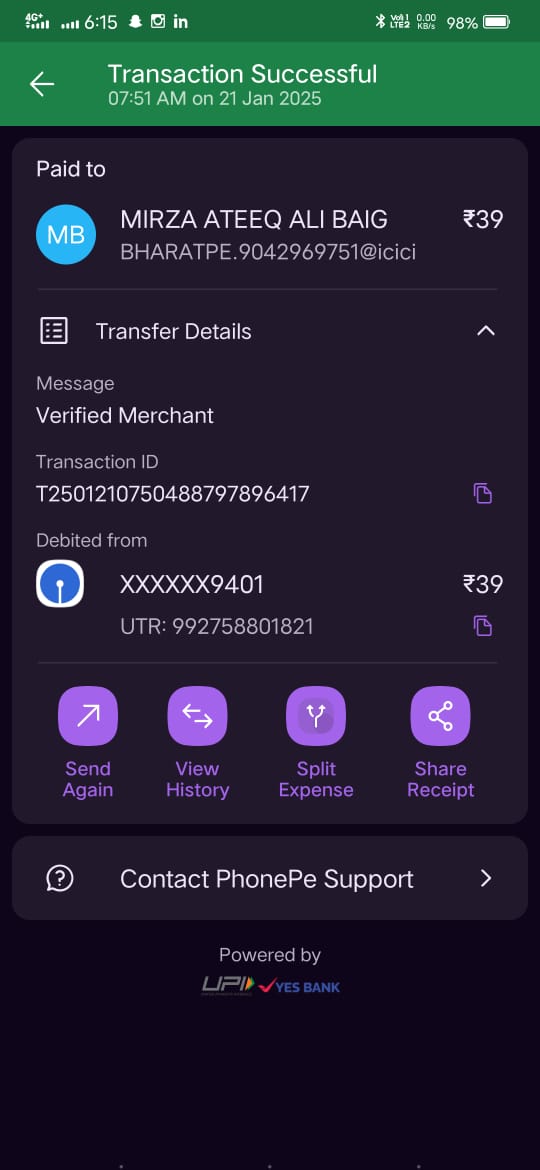 4G+ 6:15 in Vo)) 1 LTE2 0.00 KB/s 98%
Transaction Successful
07:51 AM on 21 Jan 2025
Paid to
MB MIRZA ATEEQ ALI BAIG ₹39
BHARATPE.9042969751@icici
Transfer Details
Message
Verified Merchant
Transaction ID
T2501210750488797896417
Debited from
XXXXXX9401 ₹39
UTR: 992758801821
Send Again
View History
Split Expense
Share Receipt
Contact PhonePe Support
Powered by
UPI YES BANK